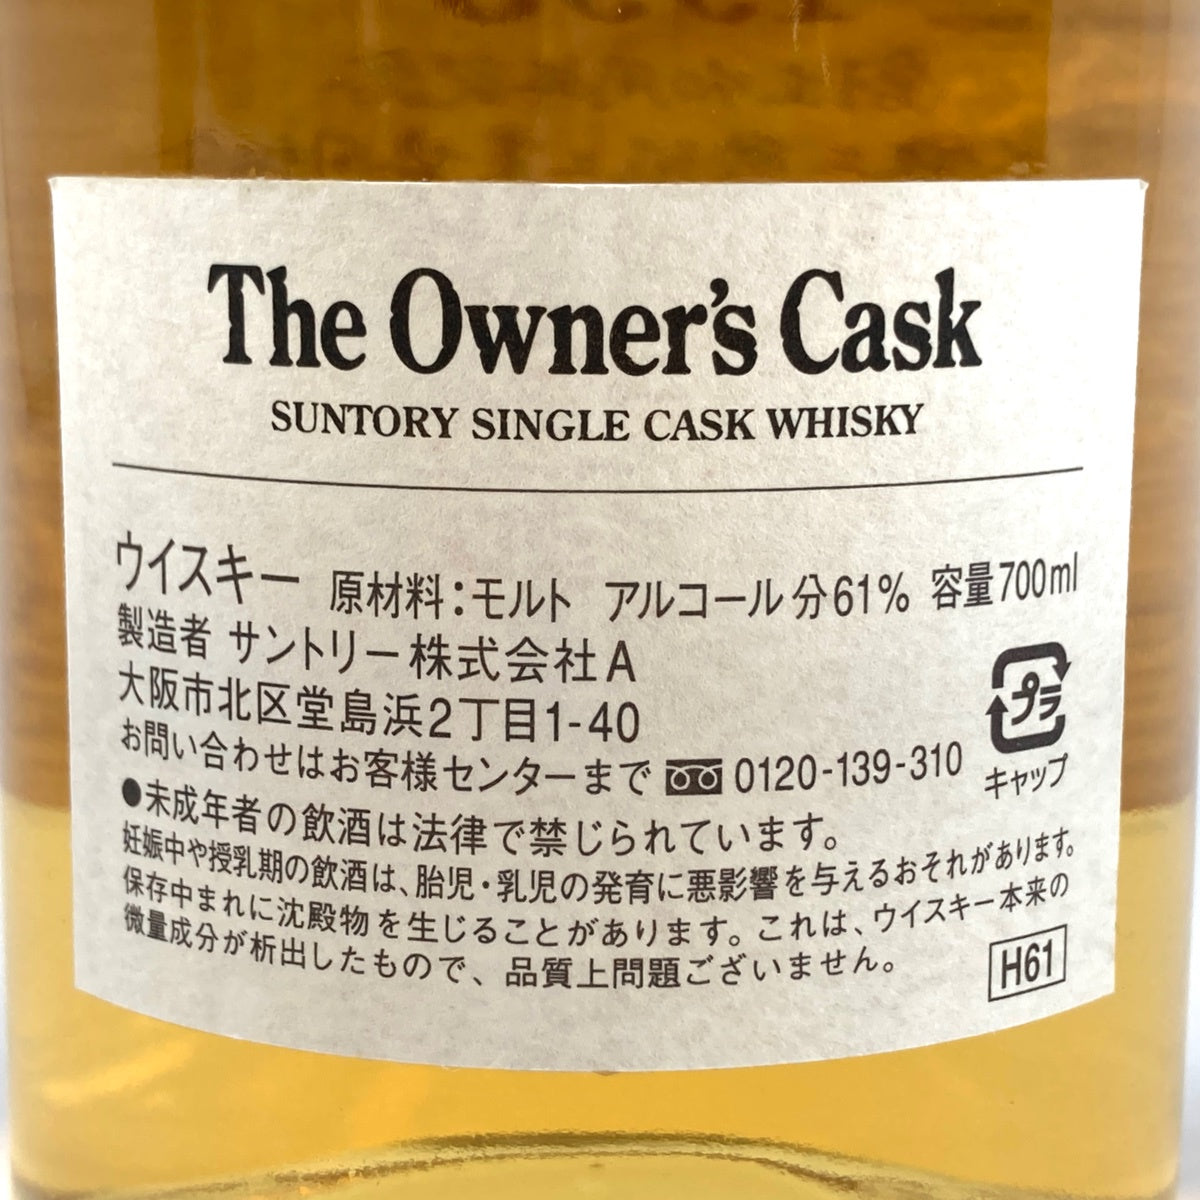 The Owner's Cask
SUNTORY SINGLE CASK WHISKY
ウイスキー 原材料：モルト アルコール分61% 容量700ml
製造者 サントリー株式会社A
大阪市北区堂島浜2丁目1-40
お問い合わせはお客様センターまで 0120-139-310
プラ
キャップ
●未成年者の飲酒は法律で禁じられています。
妊娠中や授乳期の飲酒は、胎児・乳児の発育に悪影響を与えるおそれがあります。
保存中まれに沈殿物を生じることがあります。これは、ウイスキー本来の
微量成分が析出したもので、品質上問題ございません。
H61